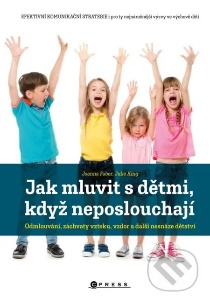 EFEKTIVNÍ KOMUNIKAČNÍ STRATEGIE i pro ty nejnáročnější výzvy ve výchově dětí
Joanna Faber, Julie King
Jak mluvit s dětmi,
když neposlouchají
Odmlouvání, záchvaty vzteku, vzdor a další nesnáze dětství
CPRESS
martinus